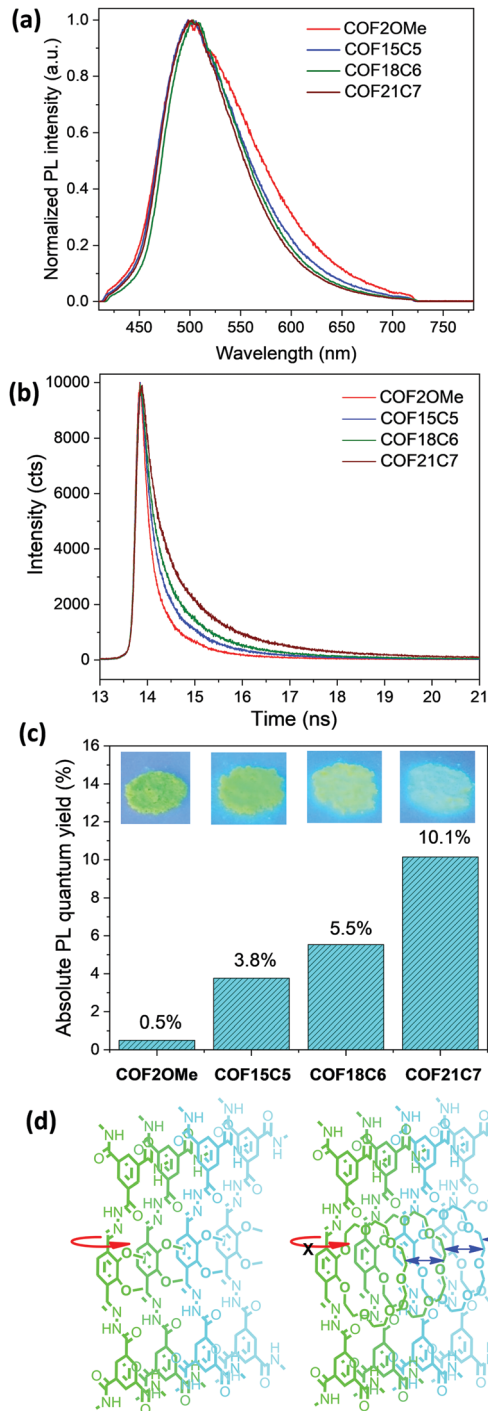 (a)
COF2OMe
COF15C5
COF18C6
COF21C7
Normalized PL intensity (a.u.)
1.0
0.8
0.6
0.4
0.2
0.0
450 500 550 600 650 700 750
Wavelength (nm)
(b)
COF2OMe
COF15C5
COF18C6
COF21C7
Intensity (cts)
10000
8000
6000
4000
2000
0
13 14 15 16 17 18 19 20 21
Time (ns)
(c)
Absolute PL quantum yield (%)
16
14
12
10
8
6
4
2
0
0.5%
3.8%
5.5%
10.1%
COF2OMe COF15C5 COF18C6 COF21C7
(d)
X